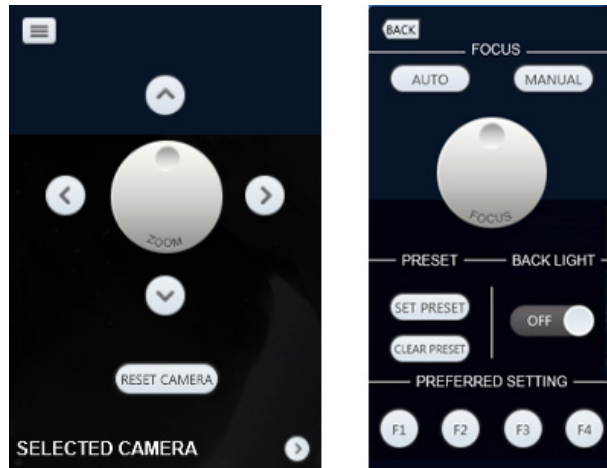 ZOOM
RESET CAMERA
SELECTED CAMERA
BACK
FOCUS
AUTO MANUAL
FOCUS
PRESET BACK LIGHT
SET PRESET
OFF
CLEAR PRESET
PREFERRED SETTING
F1 F2 F3 F4